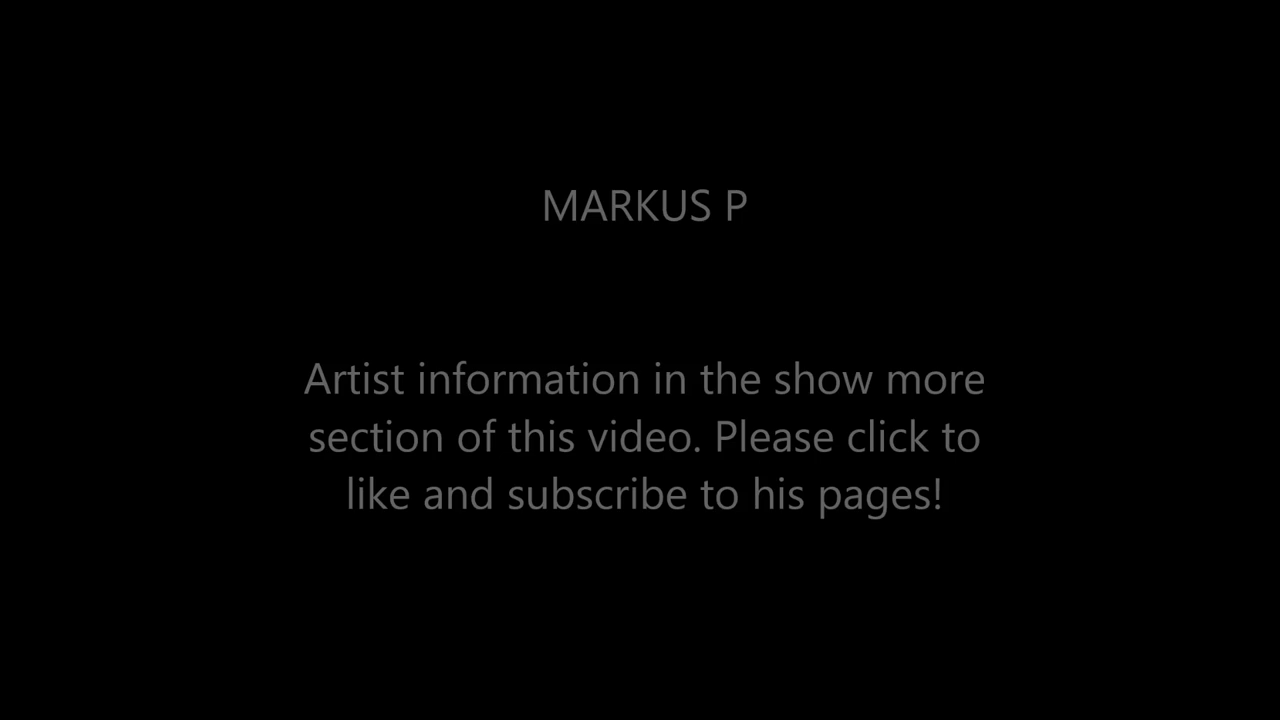 MARKUS P
Artist information in the show more
section of this video. Please click to
like and subscribe to his pages!